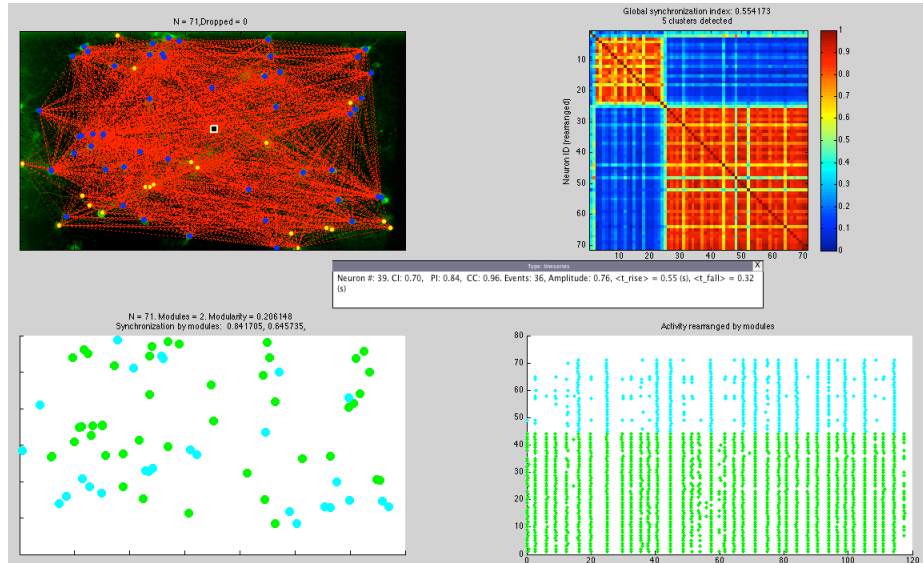 N = 71,Dropped = 0
Global synchronization index: 0.554173
5 clusters detected
Neuron ID [rearranged]
10
20
30
40
50
60
70
10 20 30 40 50 60 70
1
0.9
0.8
0.7
0.6
0.5
0.4
0.3
0.2
0.1
0
Type: timeseries X
Neuron #: 39. CI: 0.70, PI: 0.84, CC: 0.96. Events: 36, Amplitude: 0.76, <t_rise> = 0.55 (s), <t_fall> = 0.32
(s)
N = 71. Modules = 2. Modularity = 0.206148
Synchronization by modules: 0.841705, 0.645735,
Activity rearranged by modules
80
70
60
50
40
30
20
10
0
0 20 40 60 80 100 120